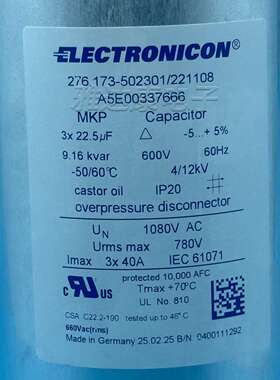 ELECTRONICON®
276.173-502301/221108
A5E00337666
MKP Capacitor
3x 22.5µF △ -5...+ 5%
9.16 kvar 600V 60Hz
-50/60°C 4/12kV
castor oil IP20
overpressure disconnector
UN 1080V AC
Urms max 780V
Imax 3x 40A IEC 61071
protected 10,000 AFC
c UR US Tmax +70°C
UL No. 810
CSA C22.2-190 tested up to 48°C
660Vac(rms)
Made in Germany 25.02.25 B/N: 0400111292